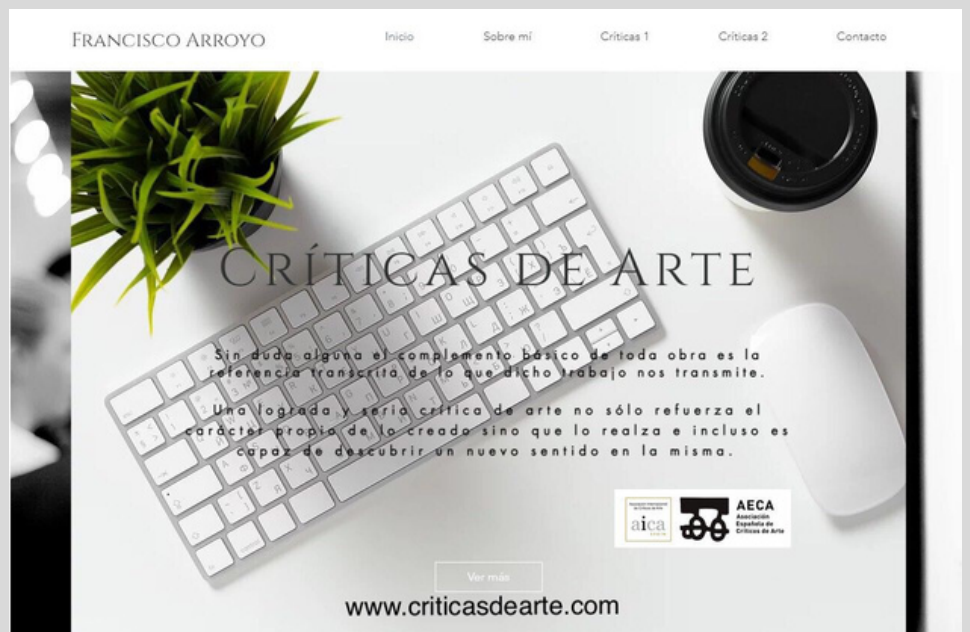 FRANCISCO ARROYO
Inicio
Sobre mí
Críticas 1
Críticas 2
Contacto
CRÍTICAS DE ARTE
Sin duda alguna el complemento básico de toda obra es la
referencia transcrita de lo que dicho trabajo nos transmite.
Una lograda y seria crítica de arte no sólo refuerza el
carácter propio de lo creado sino que lo realza e incluso es
capaz de descubrir un nuevo sentido en la misma.
aica
AECA
Asociación
Española de
Críticos de Arte
Ver más
www.criticasdearte.com